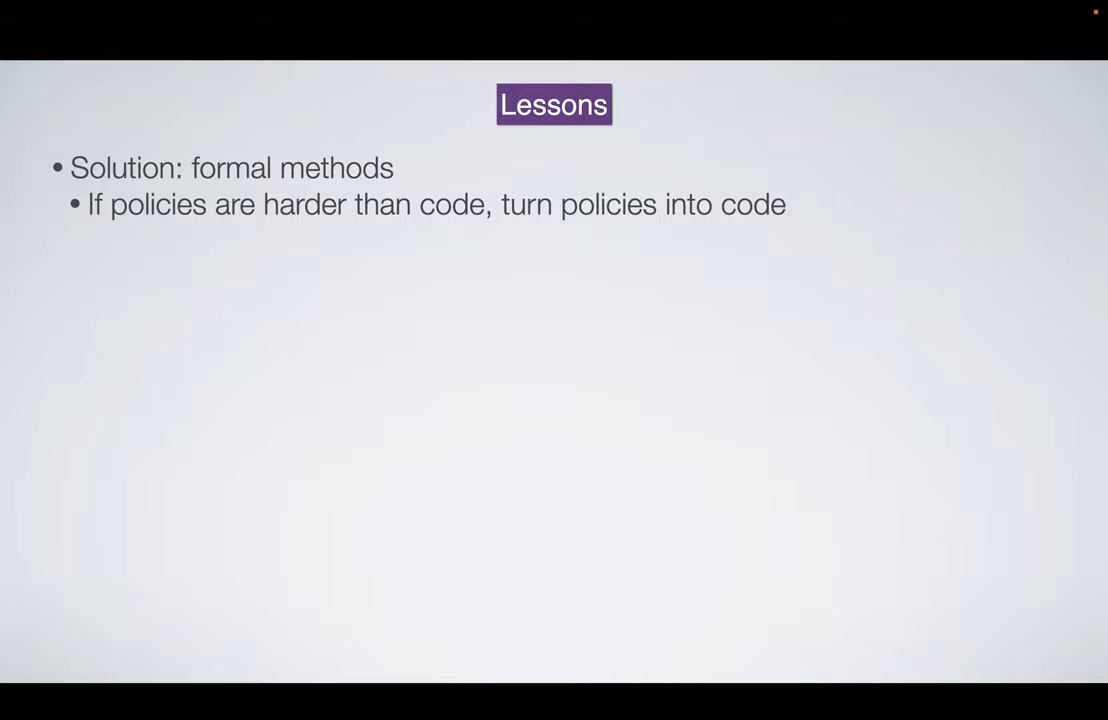 Lessons
• Solution: formal methods
• If policies are harder than code, turn policies into code